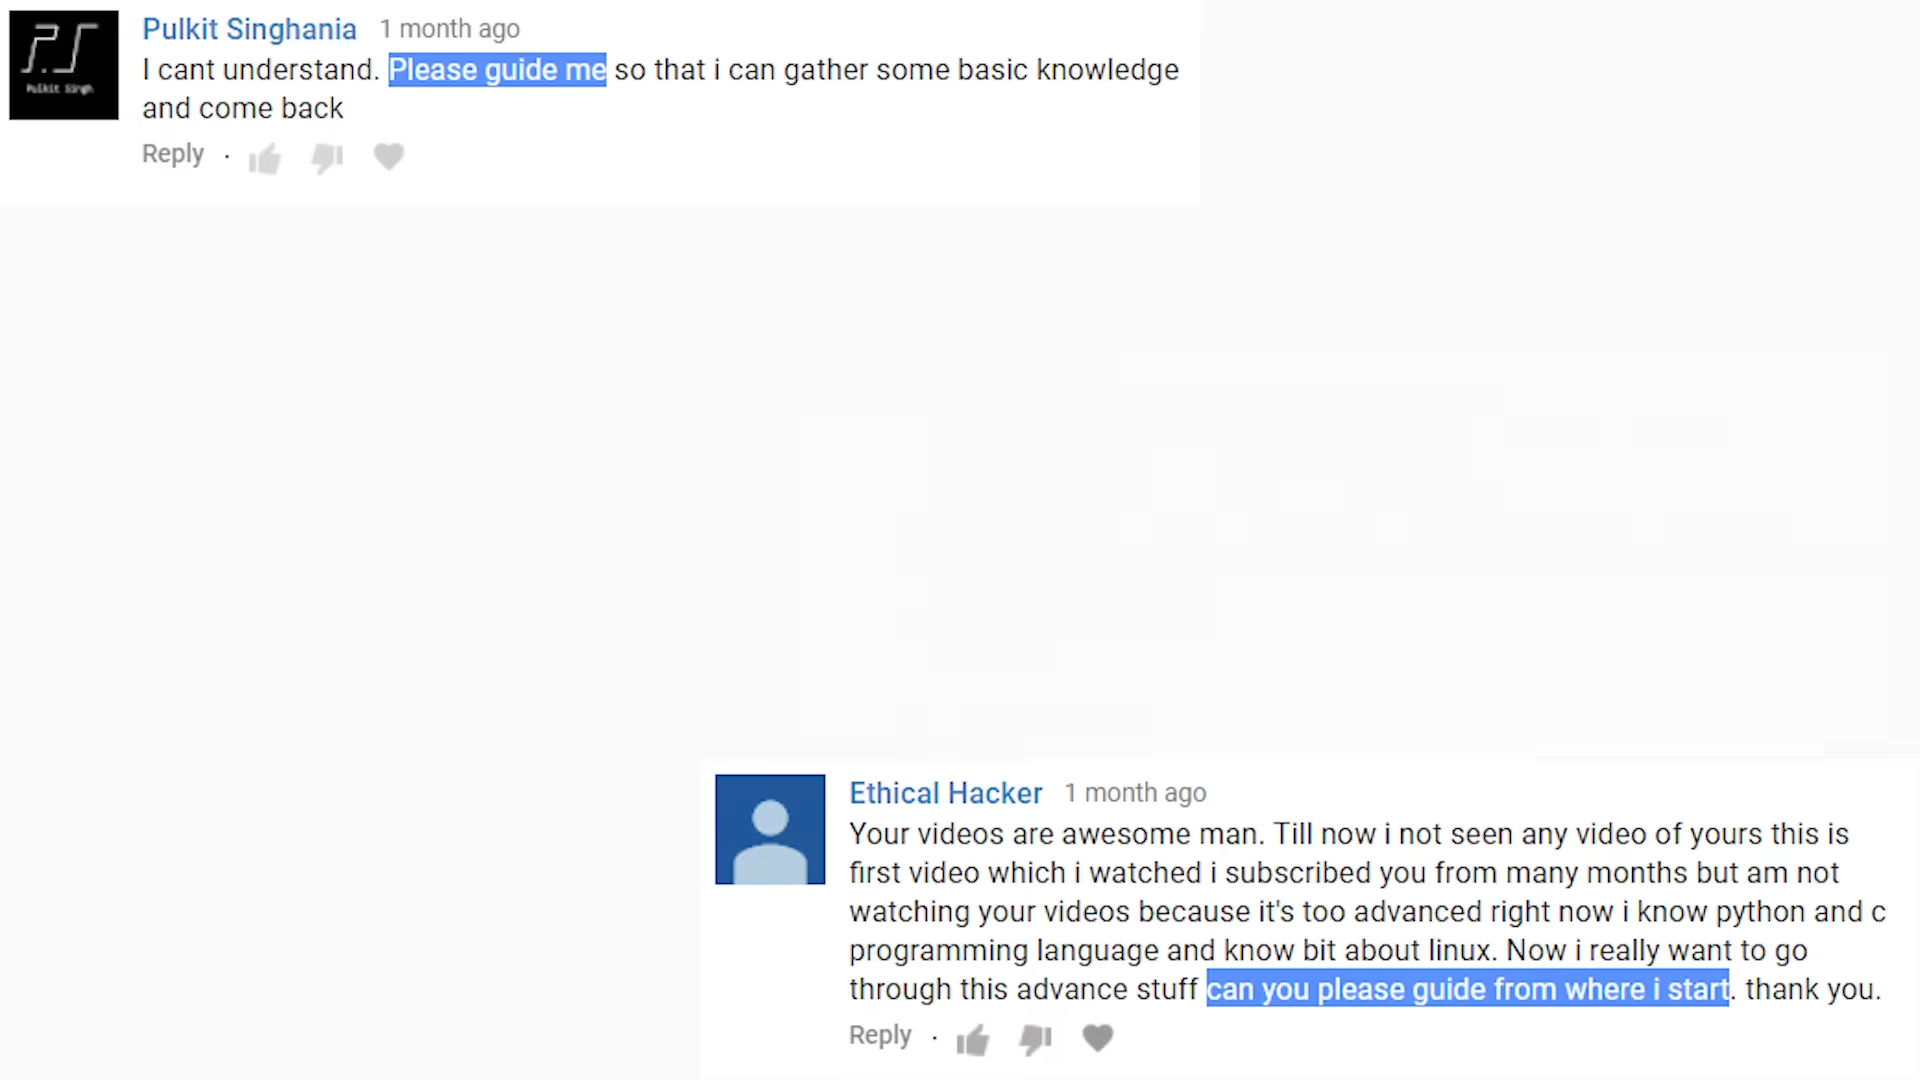 P.S
Pulkit Singh
Pulkit Singhania 1 month ago
I cant understand. Please guide me so that i can gather some basic knowledge
and come back
Reply ·
Ethical Hacker 1 month ago
Your videos are awesome man. Till now i not seen any video of yours this is
first video which i watched i subscribed you from many months but am not
watching your videos because it's too advanced right now i know python and c
programming language and know bit about linux. Now i really want to go
through this advance stuff can you please guide from where i start. thank you.
Reply ·